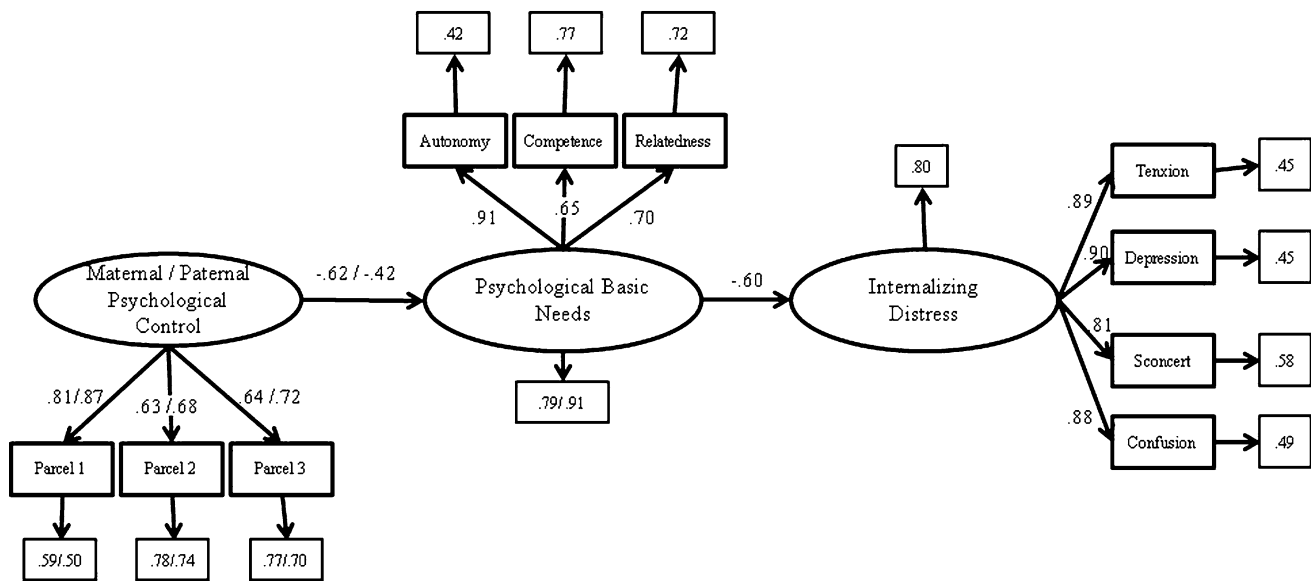 .42
.77
.72
Autonomy
Competence
Relatedness
.91
.65
.70
.80
Tenxion
.45
.89
Depression
.45
.90
Sconcert
.58
.81
Confusion
.49
.88
Maternal / Paternal
Psychological
Control
-.62 / -.42
Psychological Basic
Needs
-.60
Internalizing
Distress
.79/.91
.81/.87
.63 /.68
.64 /.72
Parcel 1
Parcel 2
Parcel 3
.59/.50
.78/.74
.77/.70